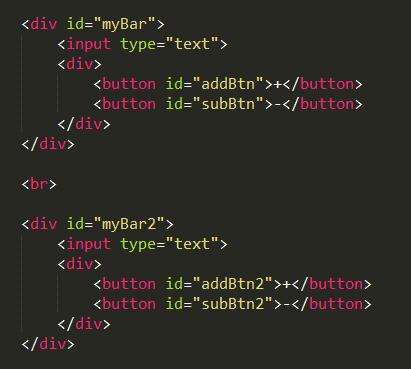 <div id="myBar">
    <input type="text">
    <div>
        <button id="addBtn">+</button>
        <button id="subBtn">-</button>
    </div>
</div>

<br>

<div id="myBar2">
    <input type="text">
    <div>
        <button id="addBtn2">+</button>
        <button id="subBtn2">-</button>
    </div>
</div>